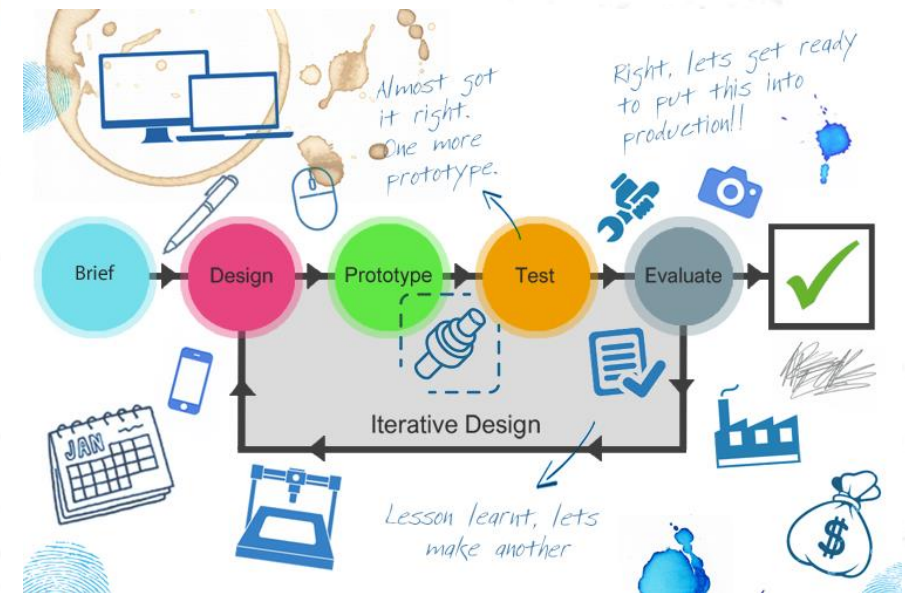 Almost got
it right.
One more
prototype.
Right, lets get ready
to put this into
production!!
Brief
Design
Prototype
Test
Evaluate
Iterative Design
JAN
$
Lesson learnt, lets
make another